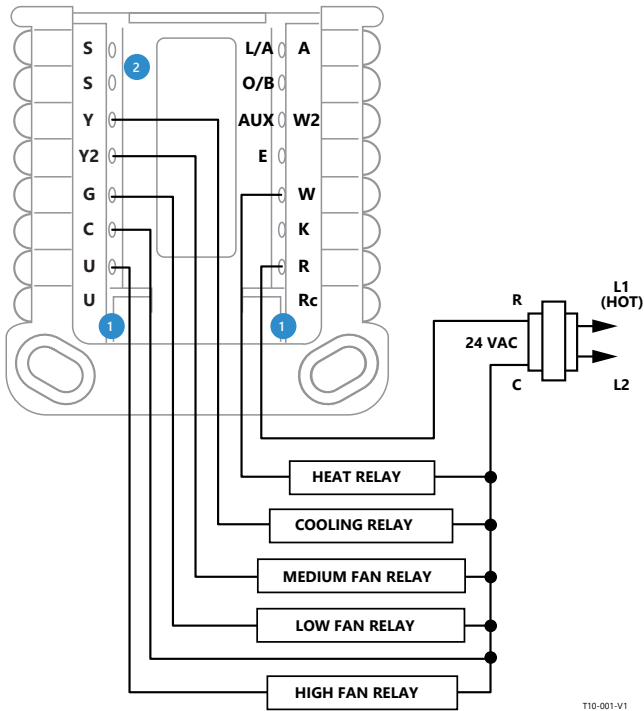 S L/A A
2
S O/B
Y AUX W2
Y2 E
G W
C K
U R
U Rc
1 1
R L1
(HOT)
24 VAC
C L2
HEAT RELAY
COOLING RELAY
MEDIUM FAN RELAY
LOW FAN RELAY
HIGH FAN RELAY
T10-001-V1